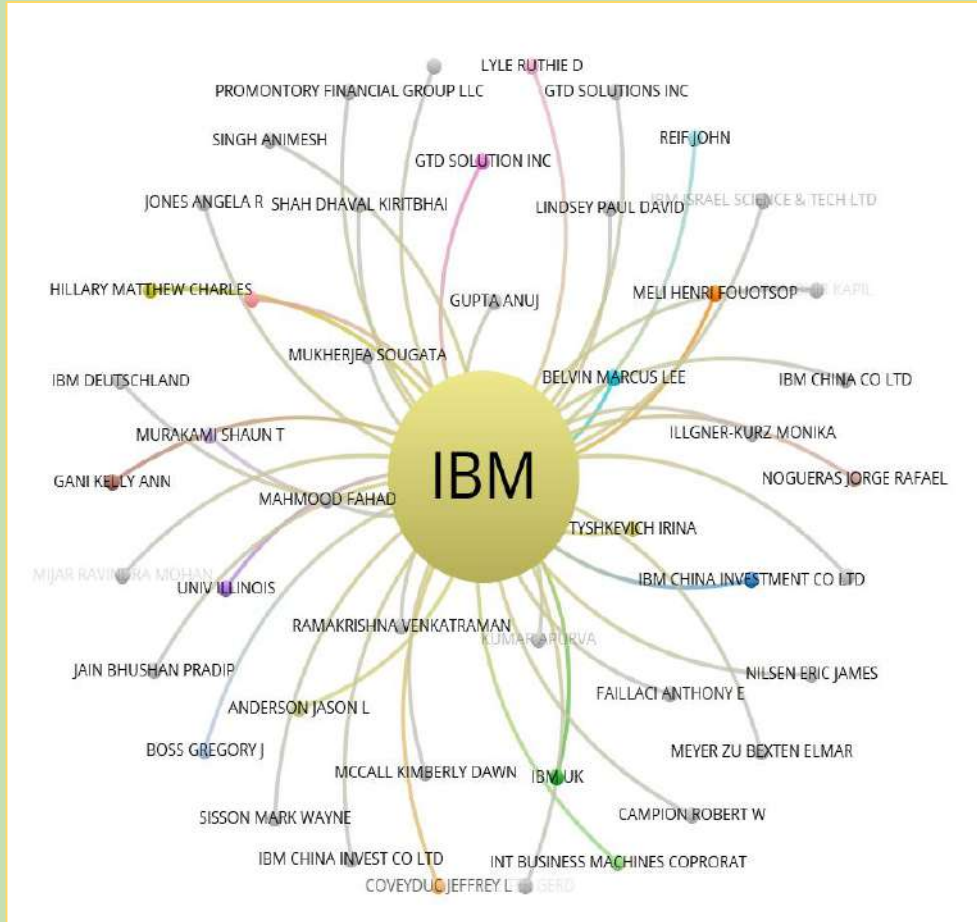 LYLE RUTHIE D
PROMONTORY FINANCIAL GROUP LLC
GTD SOLUTIONS INC
SINGH ANIMESH
REIF JOHN
GTD SOLUTION INC
JONES ANGELA R
SHAH DHAVAL KIRITBHAI
LINDSEY PAUL DAVID
IBM ISRAEL SCIENCE & TECH LTD
HILLARY MATTHEW CHARLES
GUPTA ANUJ
MELI HENRI FOUOTSOP
KAPIL
MUKHERJEA SOUGATA
IBM DEUTSCHLAND
BELVIN MARCUS LEE
IBM CHINA CO LTD
MURAKAMI SHAUN T
ILLGNER-KURZ MONIKA
IBM
GANI KELLY ANN
NOGUERAS JORGE RAFAEL
MAHMOOD FAHAD
TYSHKEVICH IRINA
MIJAR RAVINDRA MOHAN
UNIV ILLINOIS
IBM CHINA INVESTMENT CO LTD
RAMAKRISHNA VENKATRAMAN
KUMAR APURVA
JAIN BHUSHAN PRADIP
NILSEN ERIC JAMES
FAILLACI ANTHONY E
ANDERSON JASON L
BOSS GREGORY J
MEYER ZU BEXTEN ELMAR
MCCALL KIMBERLY DAWN
IBM UK
SISSON MARK WAYNE
CAMPION ROBERT W
IBM CHINA INVEST CO LTD
INT BUSINESS MACHINES COPRORAT
COVEYDUC JEFFREY L
GERD